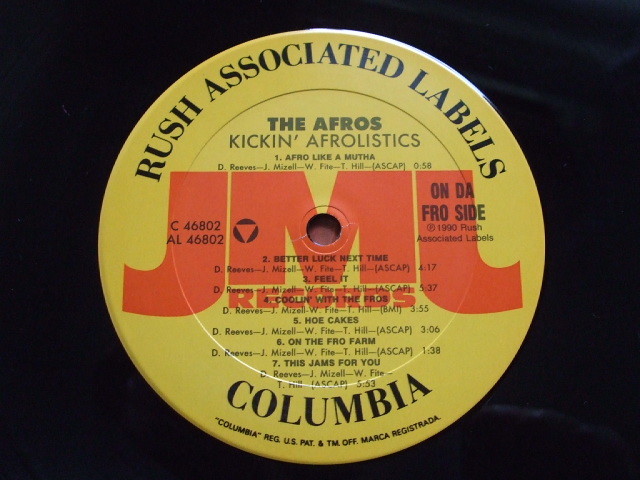 RUSH ASSOCIATED LABELS
THE AFROS
KICKIN' AFROLISTICS
1. AFRO LIKE A MUTHA
D. Reeves—J. Mizell—W. Fite—T. Hill—(ASCAP) 0:58
JMJ
RECORDS
C 46802
AL 46802
ON DA
FRO SIDE
℗ 1990 Rush
Associated Labels
2. BETTER LUCK NEXT TIME
D. Reeves—J. Mizell—W. Fite—T. Hill—(ASCAP) 4:17
3. FEEL IT
D. Reeves—J. Mizell—W. Fite—T. Hill—(ASCAP) 5:37
4. COOLIN' WITH THE FROS
D. Reeves—J. Mizell—W. Fite—T. Hill—(BMI) 3:55
5. HOE CAKES
D. Reeves—J. Mizell—W. Fite—T. Hill—(ASCAP) 3:06
6. ON THE FRO FARM
D. Reeves—J. Mizell—W. Fite—T. Hill—(ASCAP) 1:38
7. THIS JAMS FOR YOU
D. Reeves—J. Mizell—W. Fite—
T. Hill—(ASCAP) 5:53
COLUMBIA
"COLUMBIA" REG. U.S. PAT. & TM. OFF. MARCA REGISTRADA.